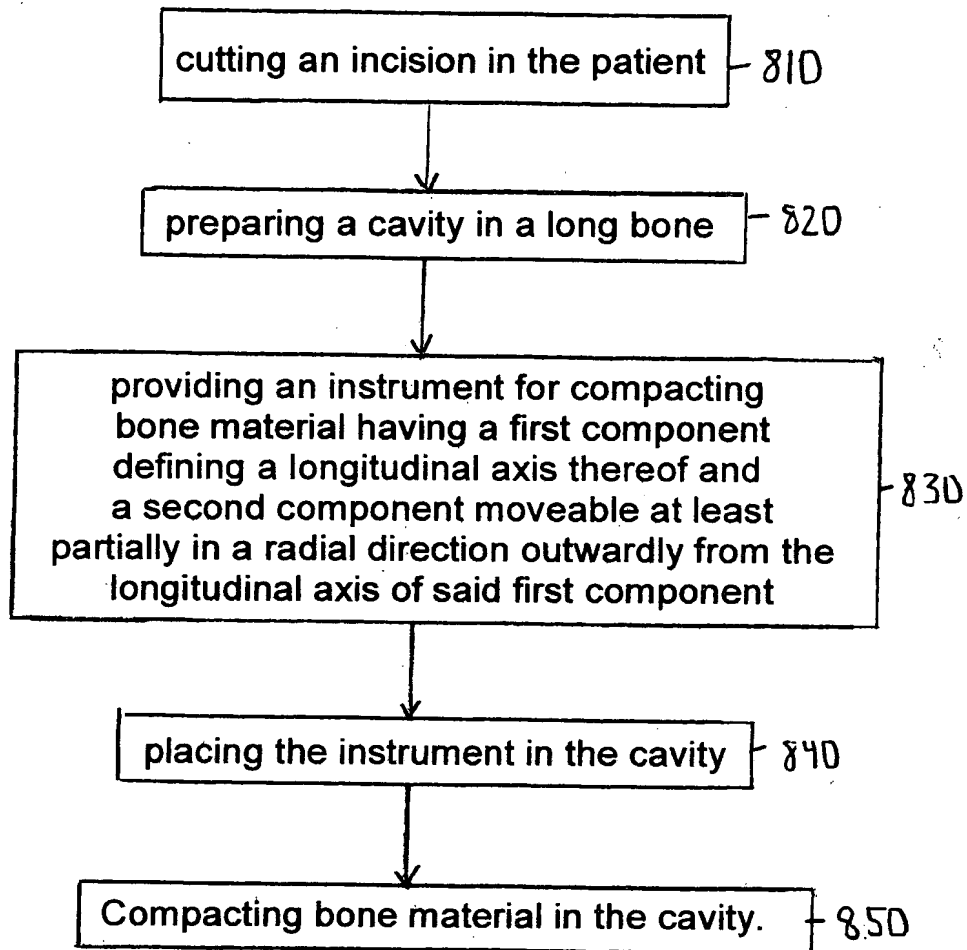 cutting an incision in the patient 810
preparing a cavity in a long bone 820
providing an instrument for compacting
bone material having a first component
defining a longitudinal axis thereof and
a second component moveable at least
partially in a radial direction outwardly from the
longitudinal axis of said first component
830
placing the instrument in the cavity 840
Compacting bone material in the cavity. 850